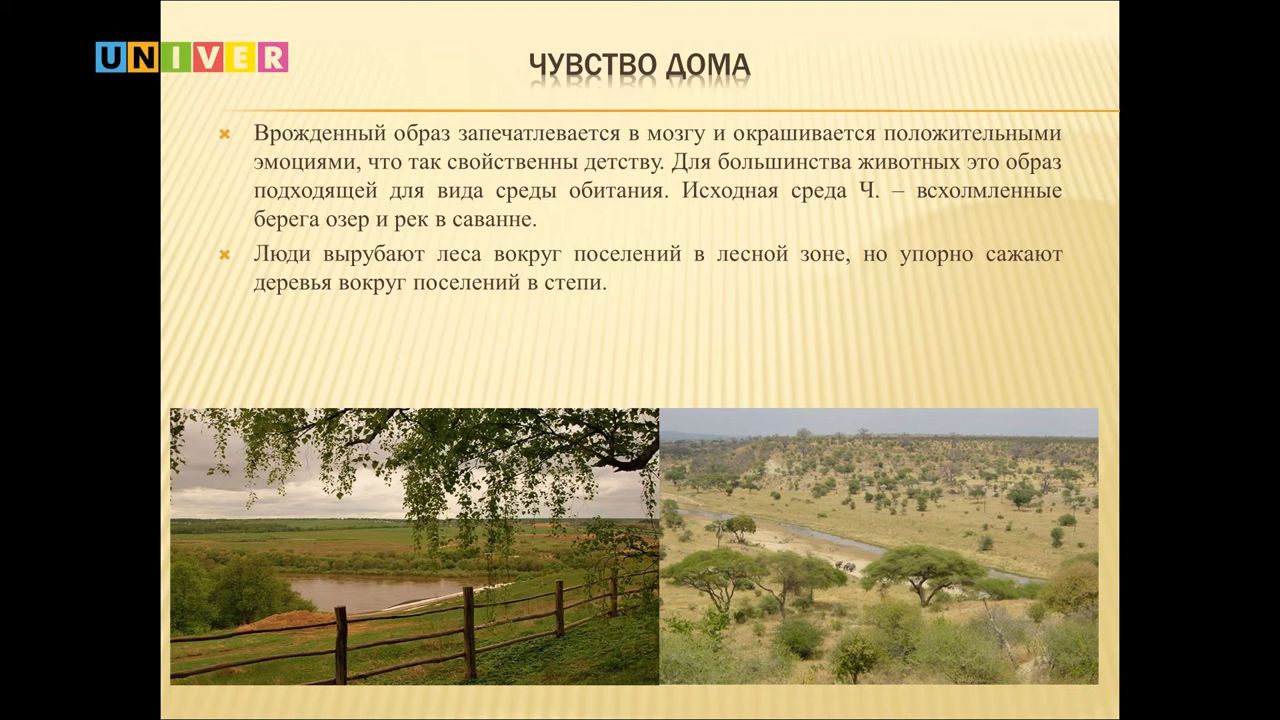 UNIVER
ЧУВСТВО ДОМА
Врожденный образ запечатлевается в мозгу и окрашивается положительными
эмоциями, что так свойственны детству. Для большинства животных это образ
подходящей для вида среды обитания. Исходная среда Ч. – всхолмленные
берега озер и рек в саванне.
Люди вырубают леса вокруг поселений в лесной зоне, но упорно сажают
деревья вокруг поселений в степи.